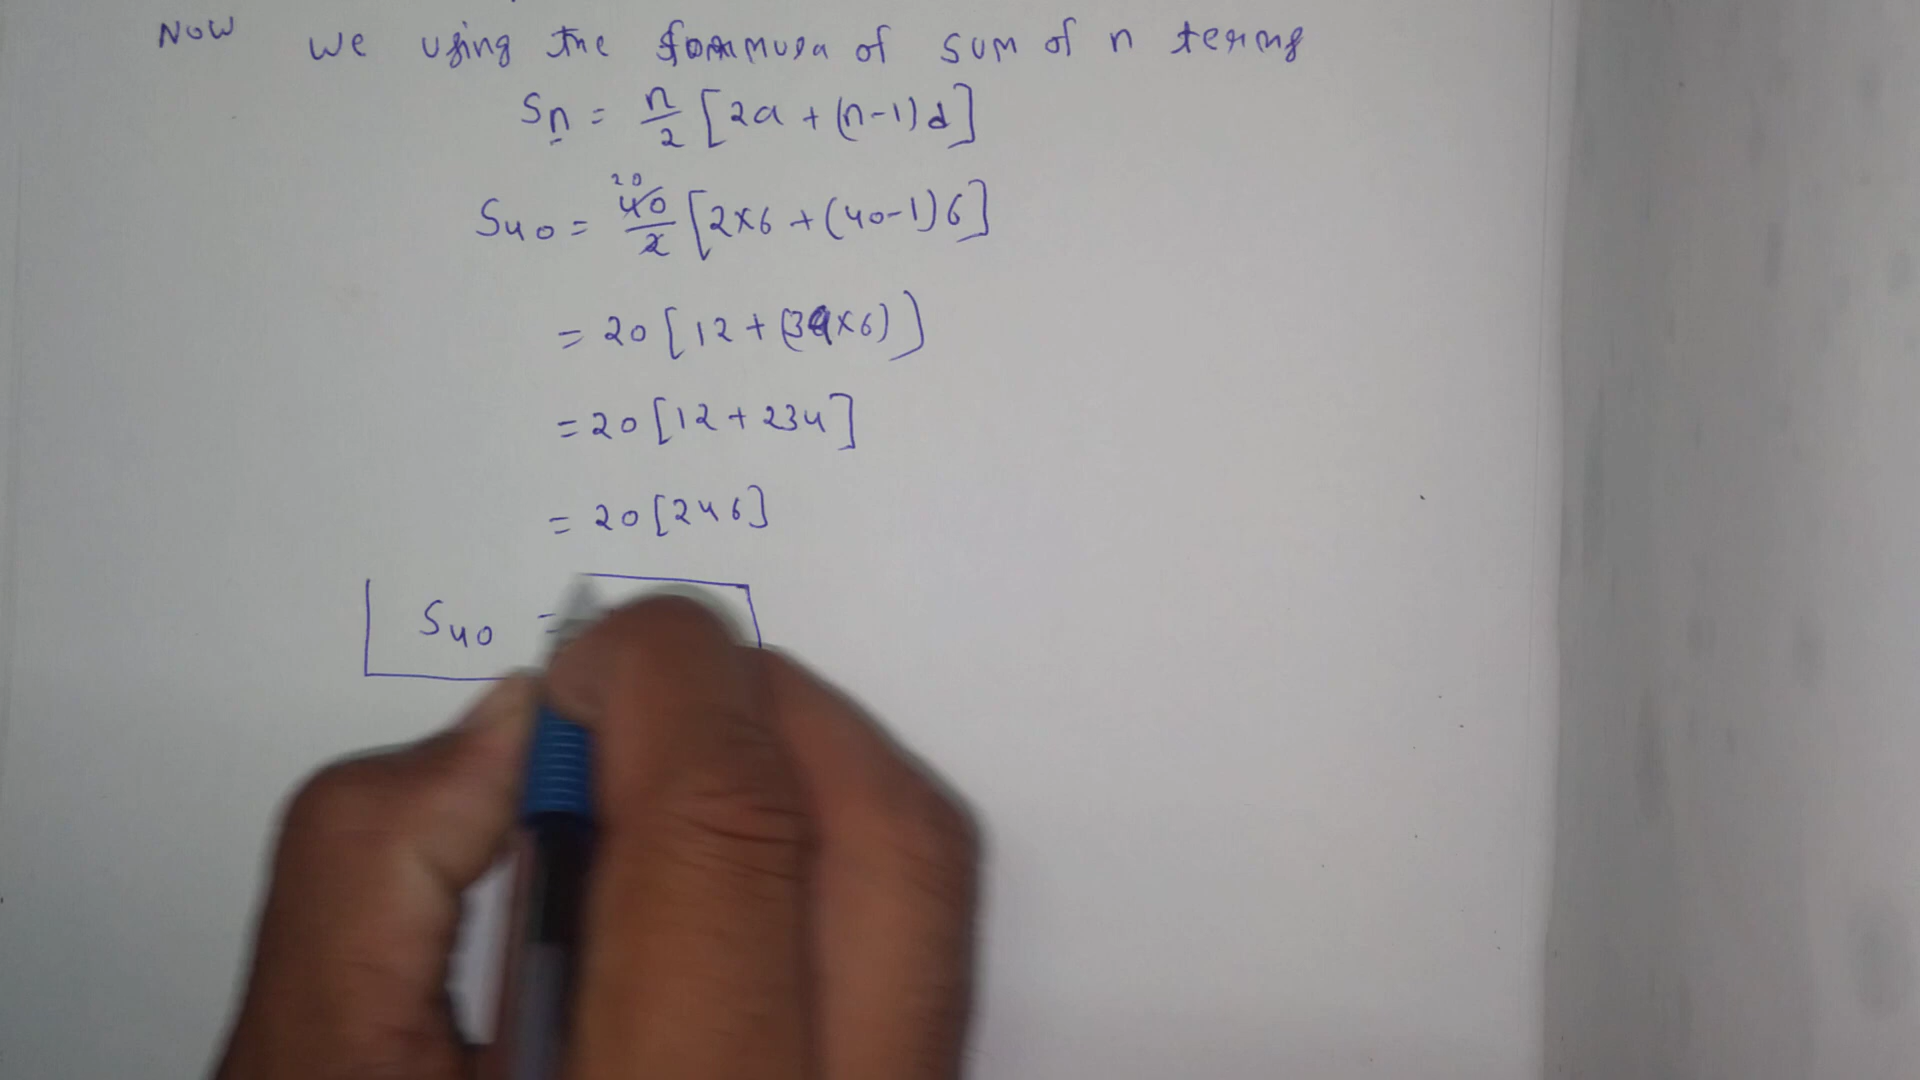 Now we using the formmula of sum of n terms
Sn = n/2 [2a + (n-1)d]
20
S40 = 40/2 [2×6 + (40-1)6]
= 20 [12 + (39×6)]
= 20 [12 + 234]
= 20 [246]
S40 =